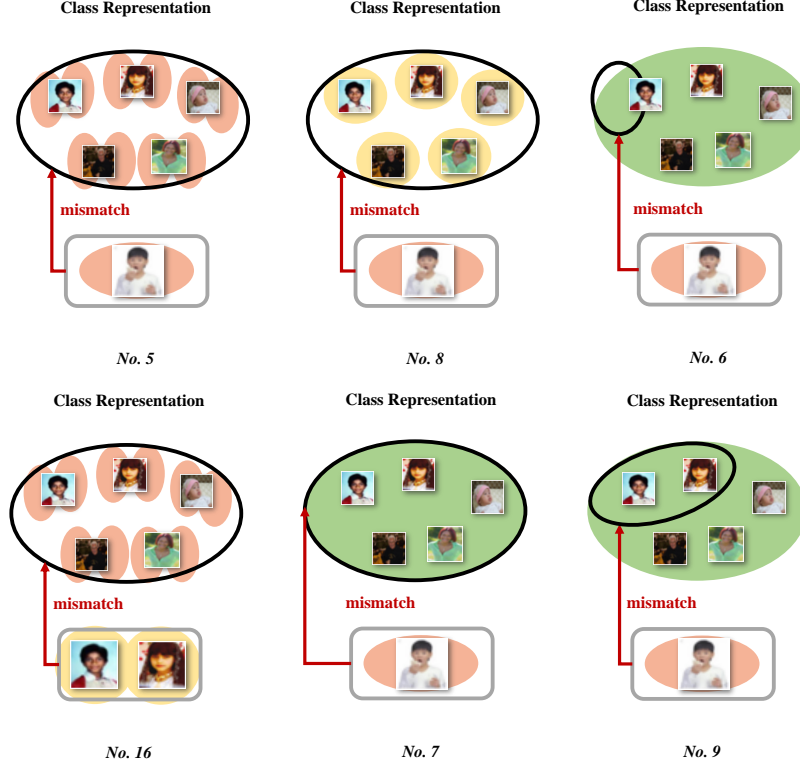 Class Representation
Class Representation
Class Representation
mismatch
mismatch
mismatch
No. 5
No. 8
No. 6
Class Representation
Class Representation
Class Representation
mismatch
mismatch
mismatch
No. 16
No. 7
No. 9